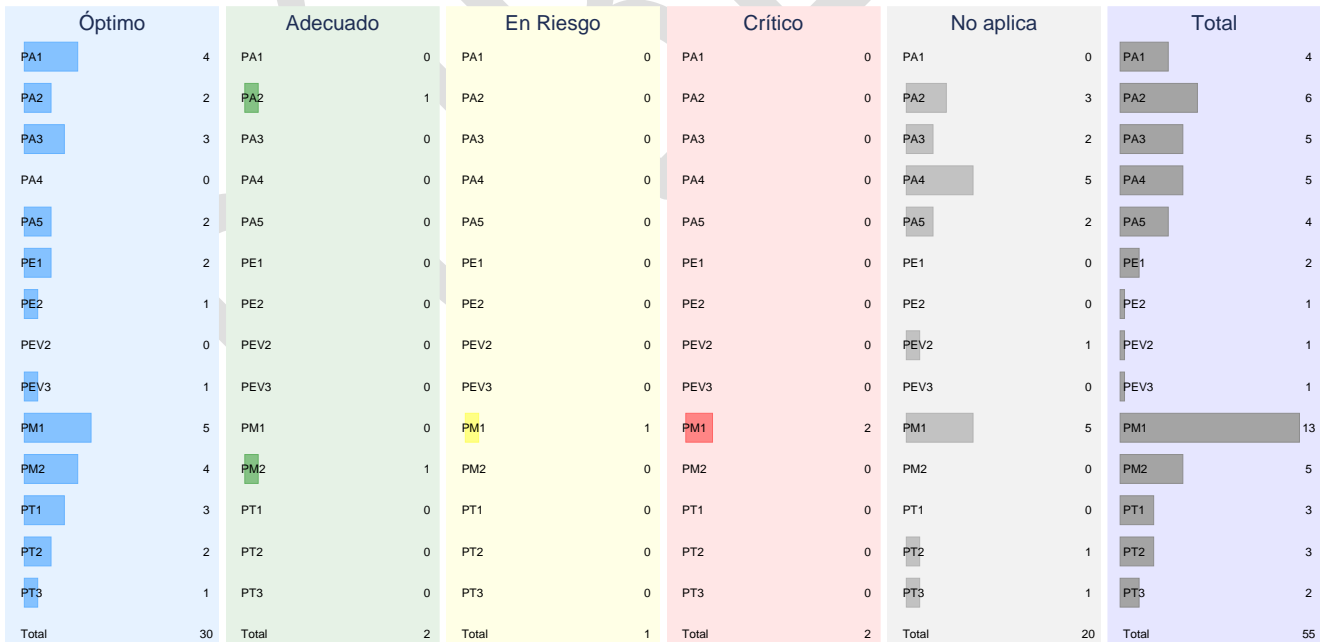 Óptimo Adecuado En Riesgo Crítico No aplica Total
PA1 4 PA1 0 PA1 0 PA1 0 PA1 0 PA1 4
PA2 2 PA2 1 PA2 0 PA2 0 PA2 3 PA2 6
PA3 3 PA3 0 PA3 0 PA3 0 PA3 2 PA3 5
PA4 0 PA4 0 PA4 0 PA4 0 PA4 5 PA4 5
PA5 2 PA5 0 PA5 0 PA5 0 PA5 2 PA5 4
PE1 2 PE1 0 PE1 0 PE1 0 PE1 0 PE1 2
PE2 1 PE2 0 PE2 0 PE2 0 PE2 0 PE2 1
PEV2 0 PEV2 0 PEV2 0 PEV2 0 PEV2 1 PEV2 1
PEV3 1 PEV3 0 PEV3 0 PEV3 0 PEV3 0 PEV3 1
PM1 5 PM1 0 PM1 1 PM1 2 PM1 5 PM1 13
PM2 4 PM2 1 PM2 0 PM2 0 PM2 0 PM2 5
PT1 3 PT1 0 PT1 0 PT1 0 PT1 0 PT1 3
PT2 2 PT2 0 PT2 0 PT2 0 PT2 1 PT2 3
PT3 1 PT3 0 PT3 0 PT3 0 PT3 1 PT3 2
Total 30 Total 2 Total 1 Total 2 Total 20 Total 55